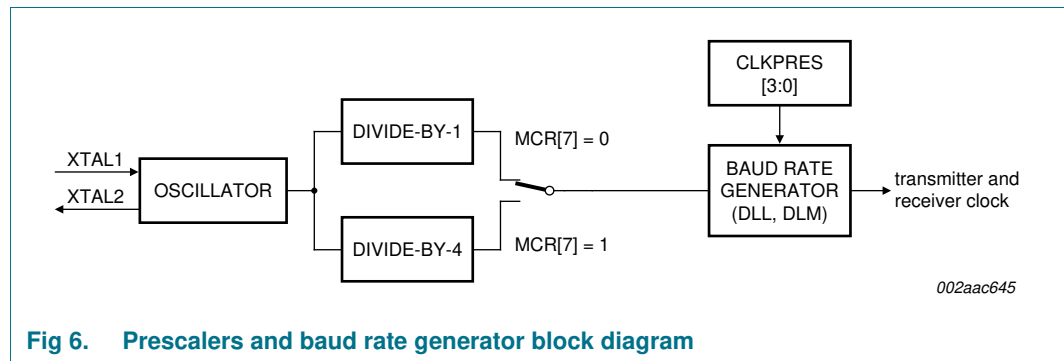 CLKPRES
[3:0]
DIVIDE-BY-1
MCR[7] = 0
XTAL1
XTAL2
OSCILLATOR
BAUD RATE
GENERATOR
(DLL, DLM)
transmitter and
receiver clock
DIVIDE-BY-4
MCR[7] = 1
002aac645
Fig 6. Prescalers and baud rate generator block diagram